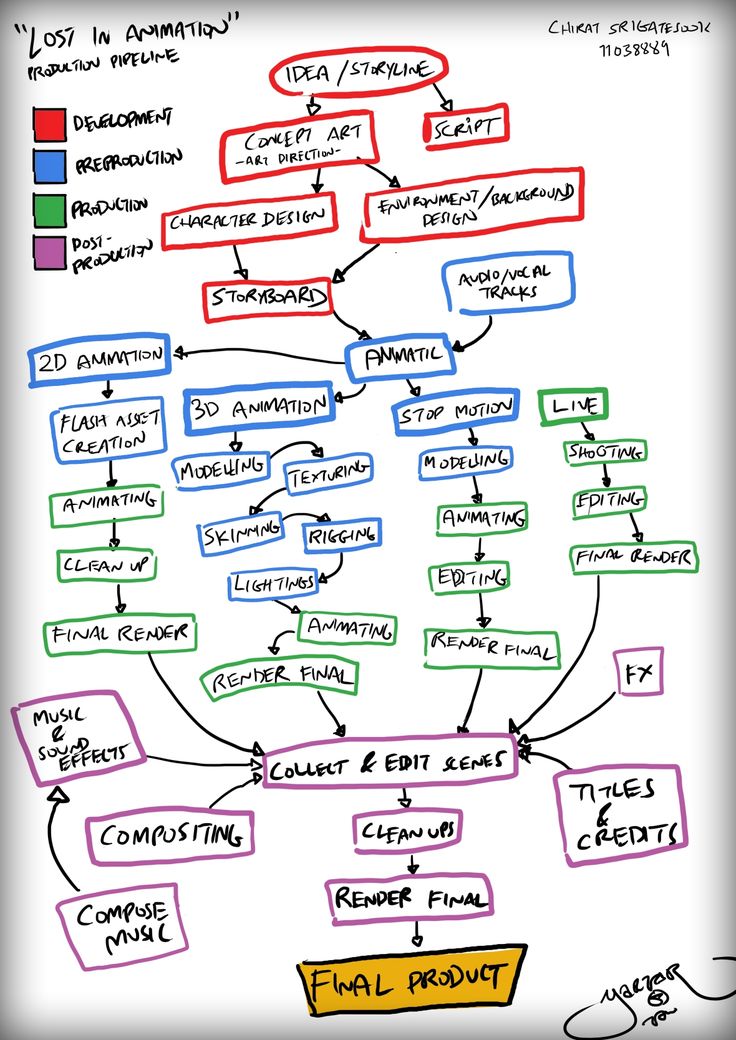 "LOST IN ANIMATION"
PRODUCTION PIPELINE
CHIRAT SRIGATESOOK
11038889
DEVELOPMENT
PREPRODUCTION
PRODUCTION
POST-
PRODUCTION
IDEA/STORYLINE
CONCEPT ART
-ART DIRECTION-
SCRIPT
CHARACTER DESIGN
ENVIRONMENT/BACKGROUND
DESIGN
STORYBOARD
AUDIO/VOCAL
TRACKS
ANIMATIC
2D ANIMATION
FLASH ASSET
CREATION
ANIMATING
CLEAN UP
FINAL RENDER
3D ANIMATION
MODELLING
TEXTURING
SKINNING
RIGGING
LIGHTINGS
ANIMATING
RENDER FINAL
STOP MOTION
MODELLING
ANIMATING
EDITING
RENDER FINAL
LIVE
SHOOTING
EDITING
FINAL RENDER
FX
MUSIC
&
SOUND
EFFECTS
COLLECT & EDIT SCENES
COMPOSITING
COMPOSE
MUSIC
TITLES
&
CREDITS
CLEAN UPS
RENDER FINAL
FINAL PRODUCT